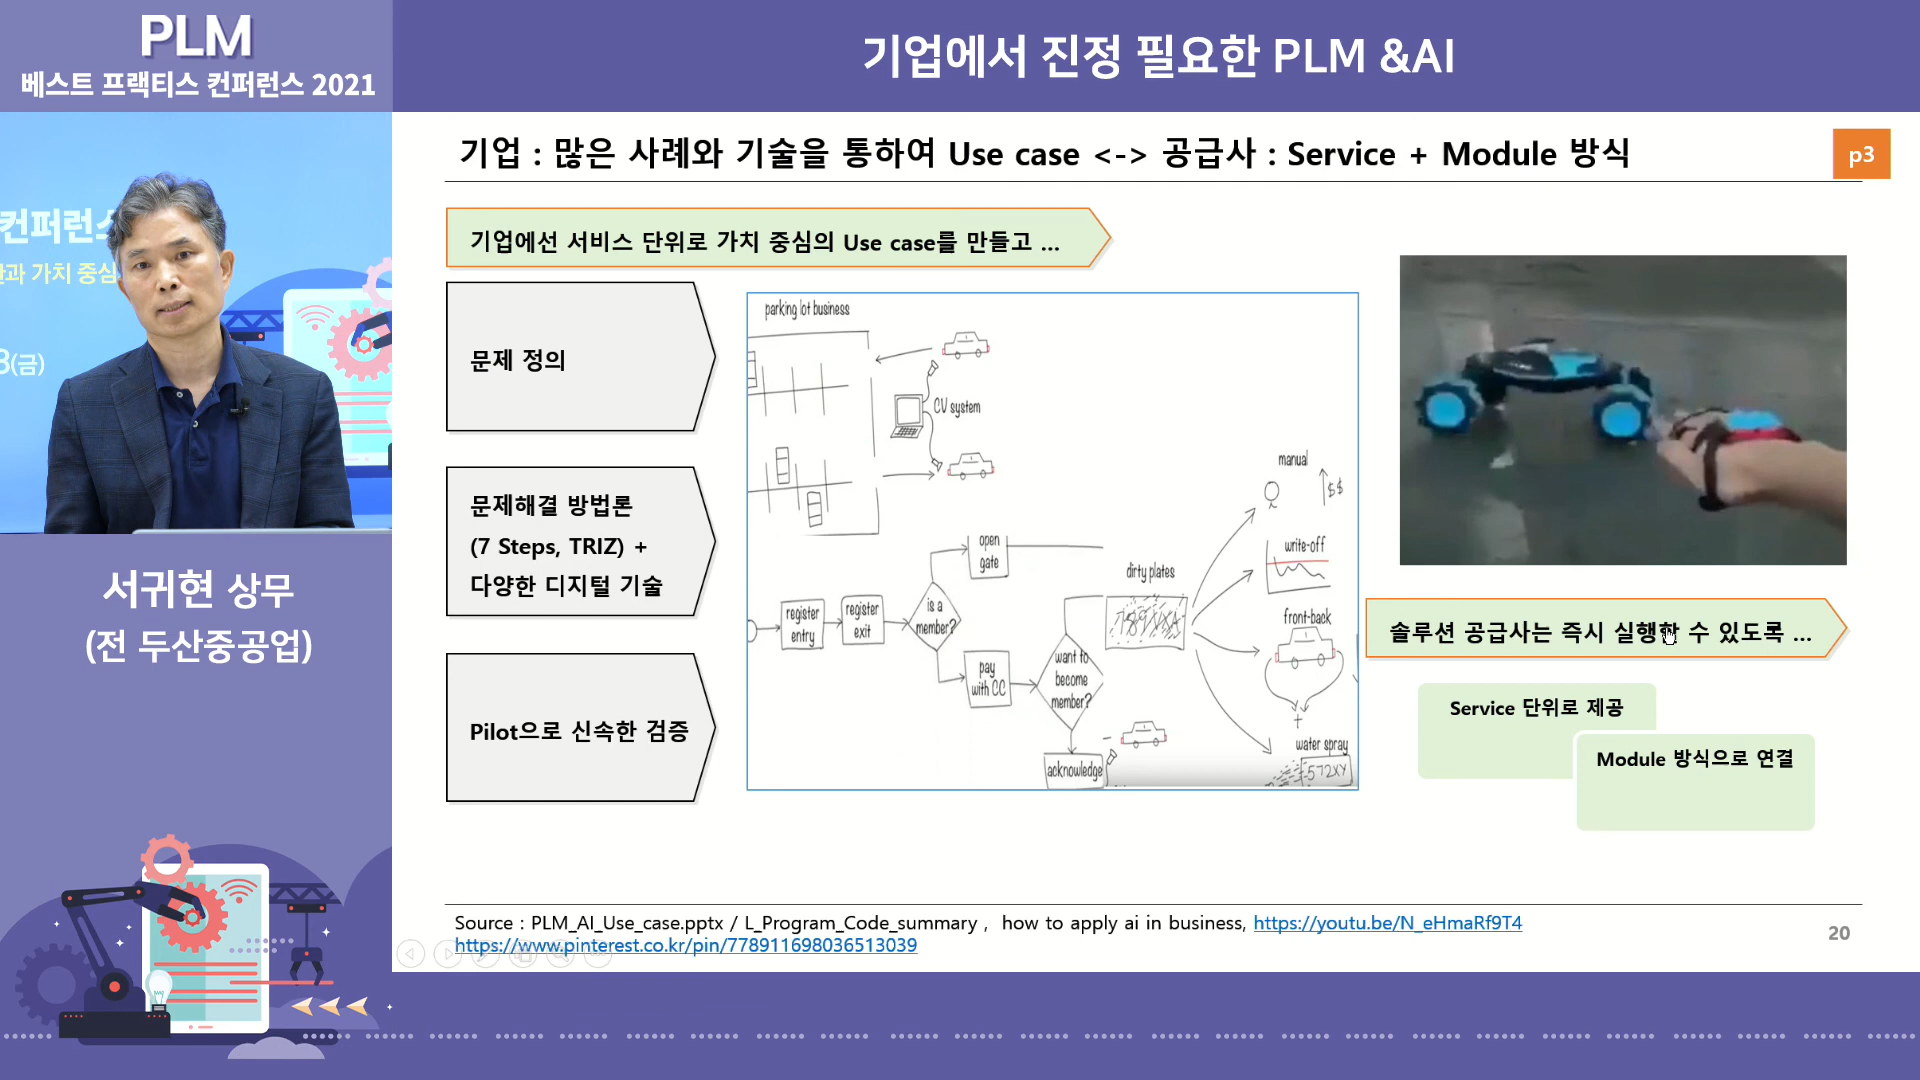 PLM
베스트 프랙티스 컨퍼런스 2021
기업에서 진정 필요한 PLM &AI
컨퍼런스
과 가치 중심
3(금)
서귀현 상무
(전 두산중공업)
기업 : 많은 사례와 기술을 통하여 Use case <-> 공급사 : Service + Module 방식
p3
기업에선 서비스 단위로 가치 중심의 Use case를 만들고 ...
문제 정의
문제해결 방법론
(7 Steps, TRIZ) +
다양한 디지털 기술
Pilot으로 신속한 검증
parking lot business
CV system
register
entry
register
exit
is a
member?
open
gate
pay
with CC
want to
become
member?
acknowledge
dirty plates
manual
$$
write-off
front-back
water spray
572XY
솔루션 공급사는 즉시 실행할 수 있도록 ...
Service 단위로 제공
Module 방식으로 연결
Source : PLM_AI_Use_case.pptx / L_Program_Code_summary , how to apply ai in business, https://youtu.be/N_eHmaRf9T4
https://www.pinterest.co.kr/pin/778911698036513039
20